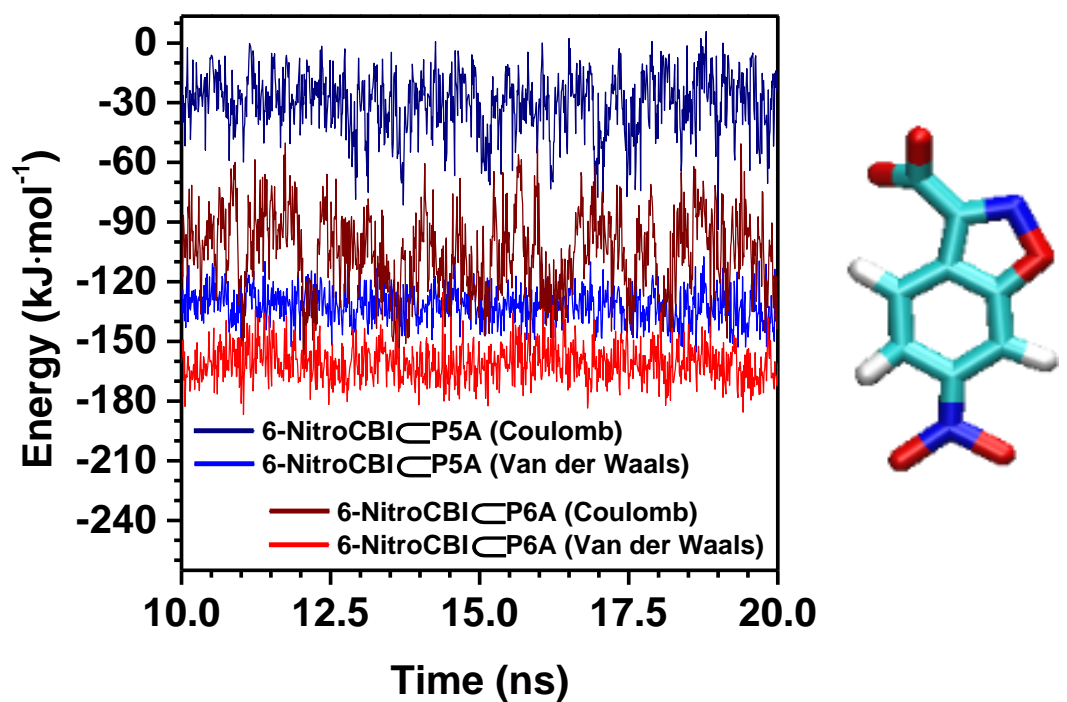 Energy (kJ·mol⁻¹)
0
-30
-60
-90
-120
-150
-180
-210
-240
6-NitroCBI⊂P5A (Coulomb)
6-NitroCBI⊂P5A (Van der Waals)
6-NitroCBI⊂P6A (Coulomb)
6-NitroCBI⊂P6A (Van der Waals)
10.0 12.5 15.0 17.5 20.0
Time (ns)